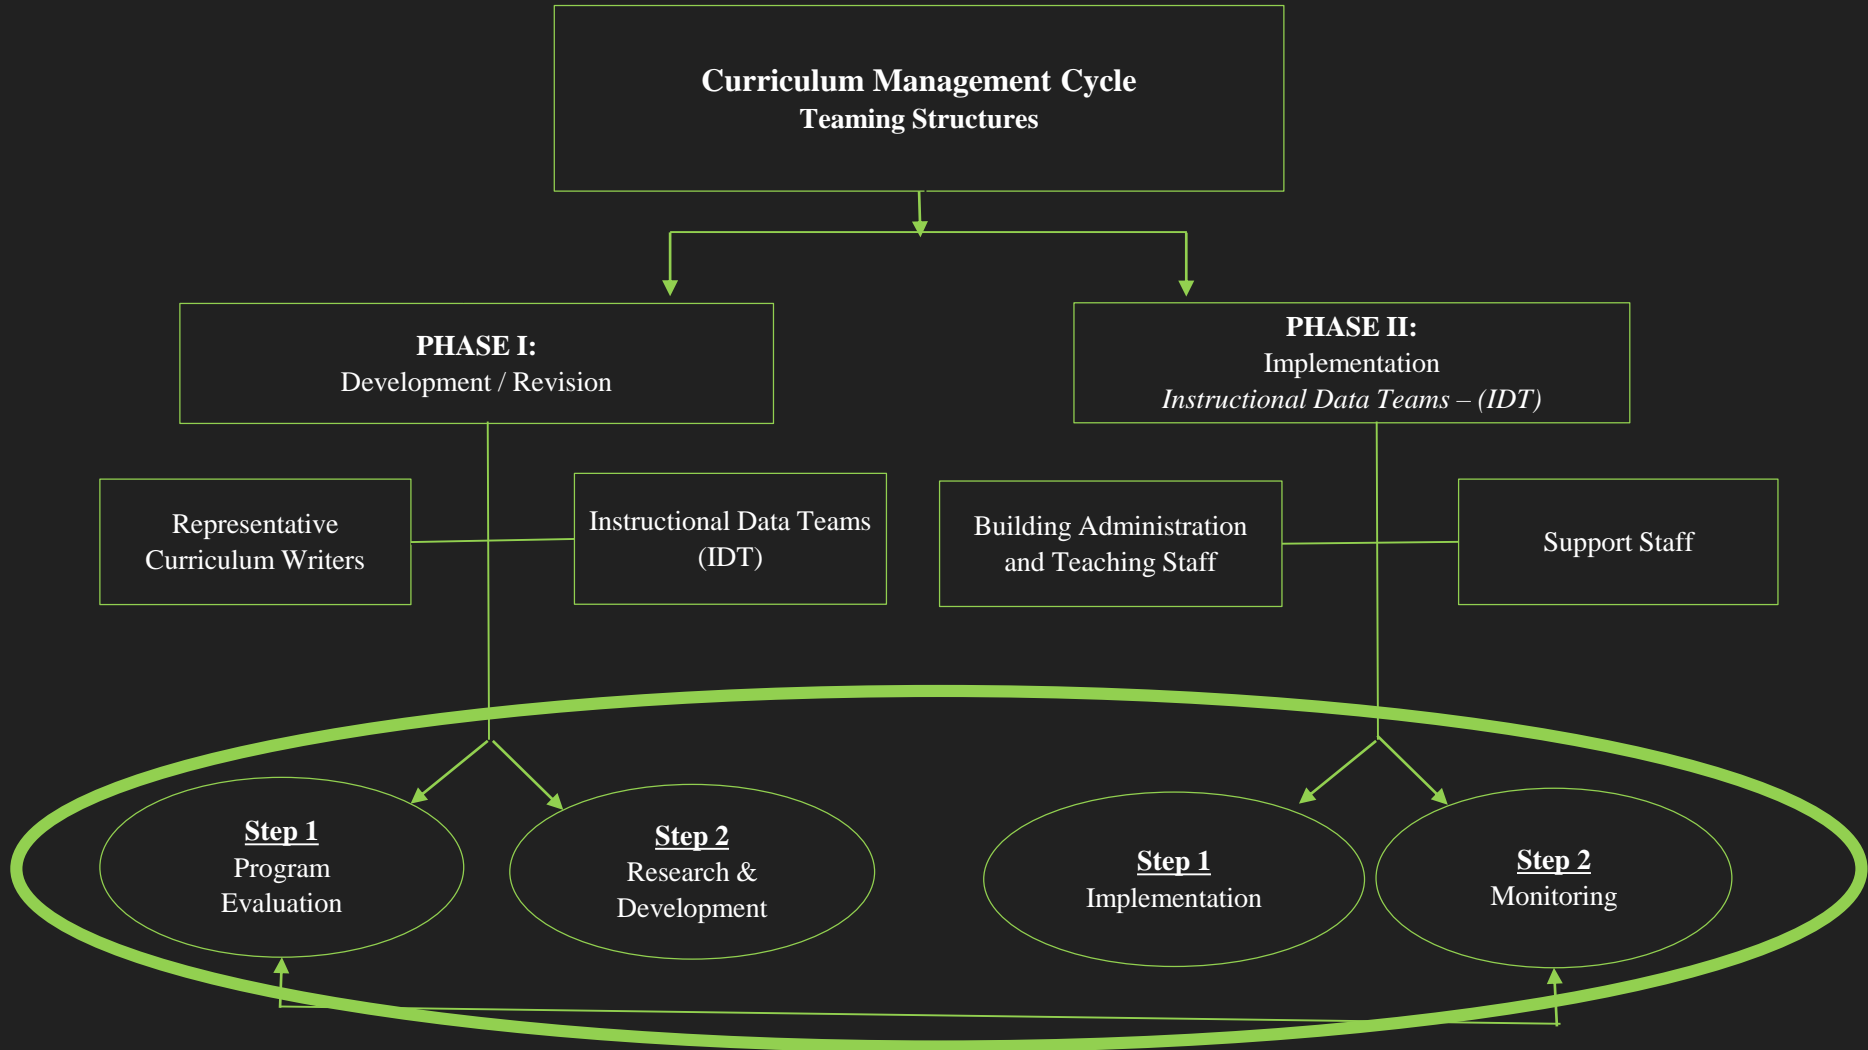 Curriculum Management Cycle
Teaming Structures
PHASE I:
Development / Revision
PHASE II:
Implementation
Instructional Data Teams – (IDT)
Representative
Curriculum Writers
Instructional Data Teams
(IDT)
Building Administration
and Teaching Staff
Support Staff
Step 1
Program
Evaluation
Step 2
Research &
Development
Step 1
Implementation
Step 2
Monitoring